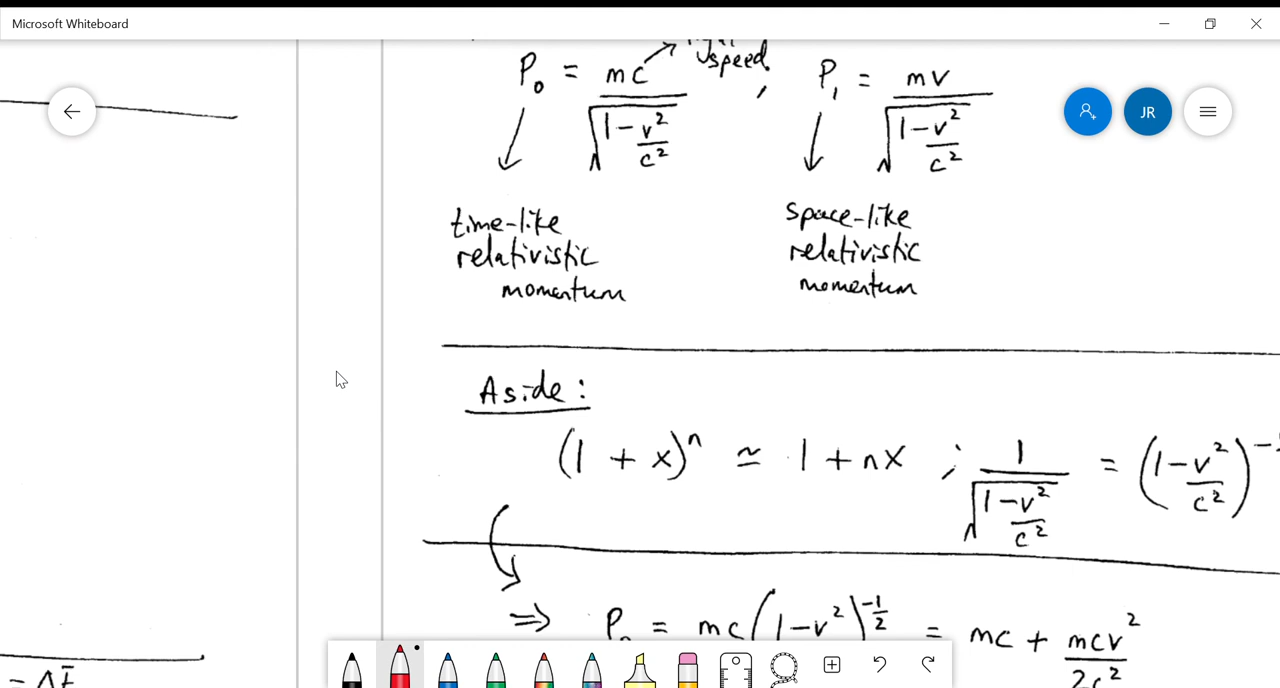 Microsoft Whiteboard
speed
P₀ = mc / √(1 - v²/c²) , P₁ = mv / √(1 - v²/c²)
JR
time-like space-like
relativistic relativistic
momentum momentum
Aside:
(1 + x)ⁿ ≃ 1 + nx ; 1/√(1 - v²/c²) = (1 - v²/c²)⁻
⇒ P = mc(1 - v²)^(-1/2) = mc + mcv²/2c²